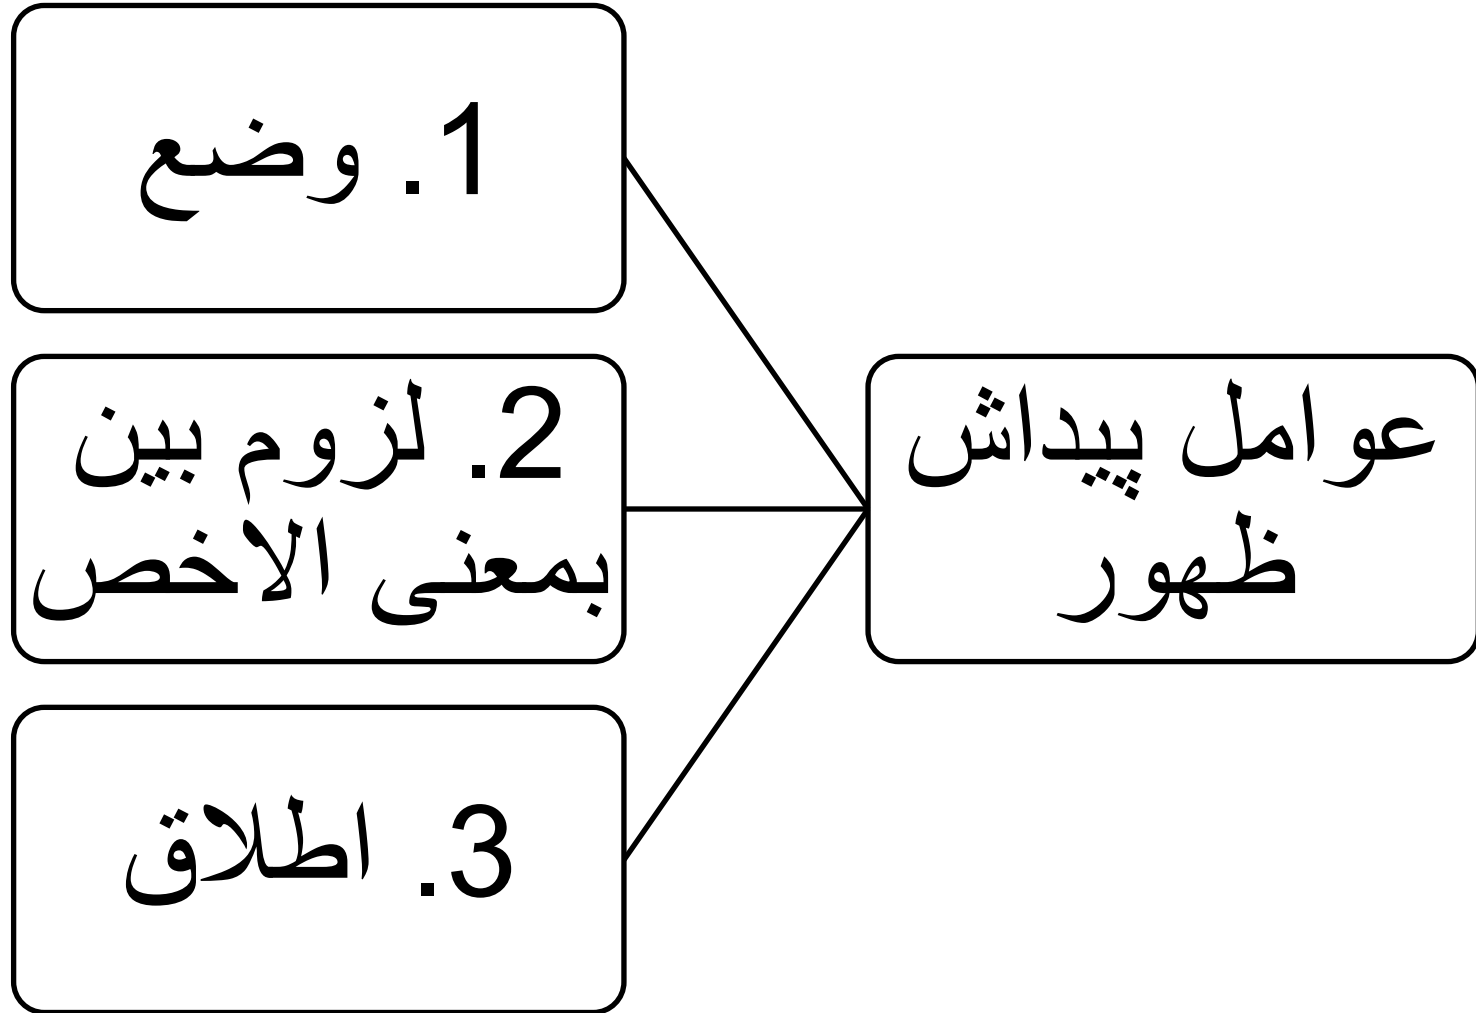 عوامل پیداش
ظهور
1. وضع
2. لزوم بین
بمعنی الاخص
3. اطلاق